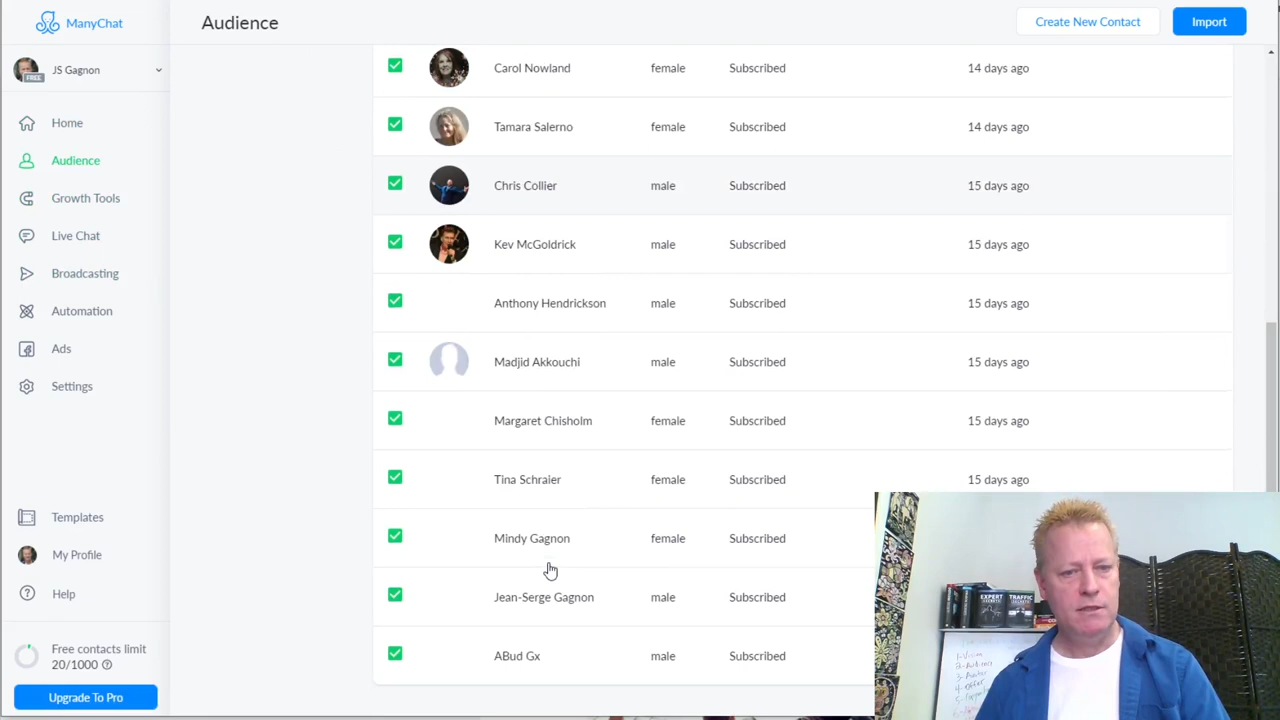 ManyChat
Audience
Create New Contact
Import
JS Gagnon
FREE
Home
Audience
Growth Tools
Live Chat
Broadcasting
Automation
Ads
Settings
Templates
My Profile
Help
Free contacts limit
20/1000
Upgrade To Pro
Carol Nowland female Subscribed 14 days ago
Tamara Salerno female Subscribed 14 days ago
Chris Collier male Subscribed 15 days ago
Kev McGoldrick male Subscribed 15 days ago
Anthony Hendrickson male Subscribed 15 days ago
Madjid Akkouchi male Subscribed 15 days ago
Margaret Chisholm female Subscribed 15 days ago
Tina Schraier female Subscribed 15 days ago
Mindy Gagnon female Subscribed
Jean-Serge Gagnon male Subscribed
ABud Gx male Subscribed
EXPERT
SECRETS
TRAFFIC
SECRETS